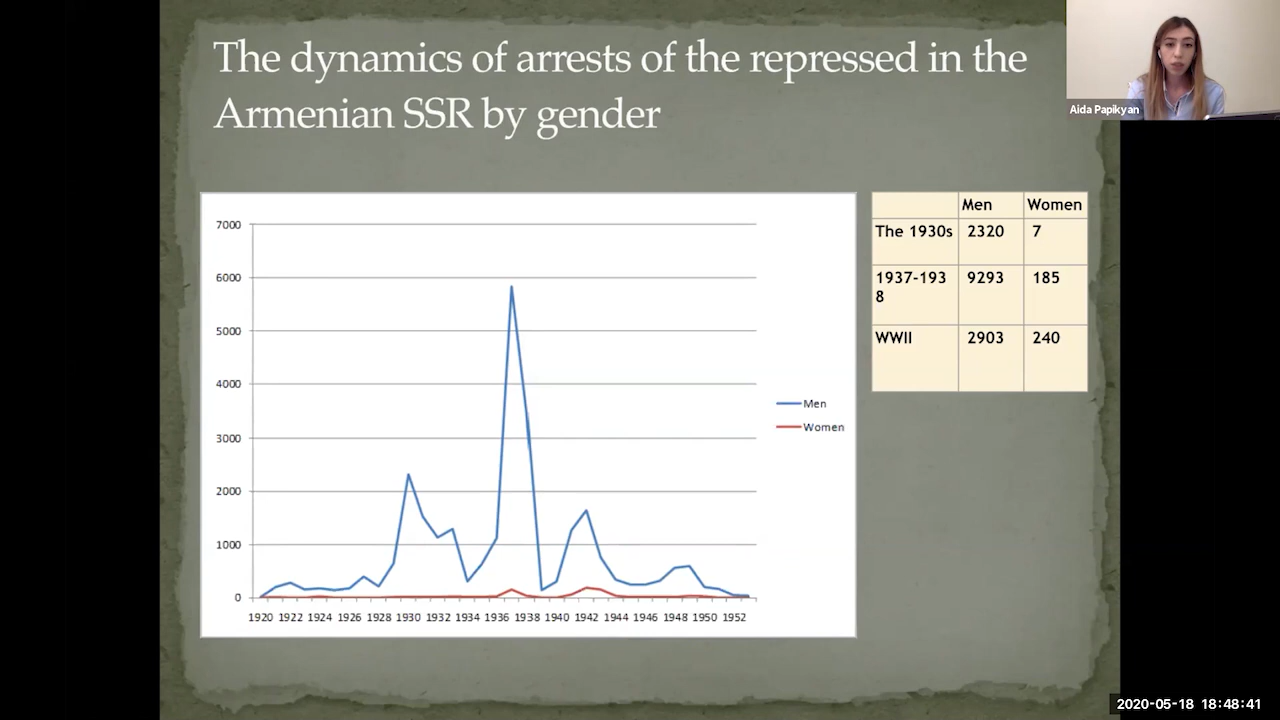 The dynamics of arrests of the repressed in the
Armenian SSR by gender
Aida Papikyan
7000
6000
5000
4000
3000
2000
1000
0
1920 1922 1924 1926 1928 1930 1932 1934 1936 1938 1940 1942 1944 1946 1948 1950 1952
Men
Women
Men Women
The 1930s 2320 7
1937-193 9293 185
8
WWII 2903 240
2020-05-18 18:48:41